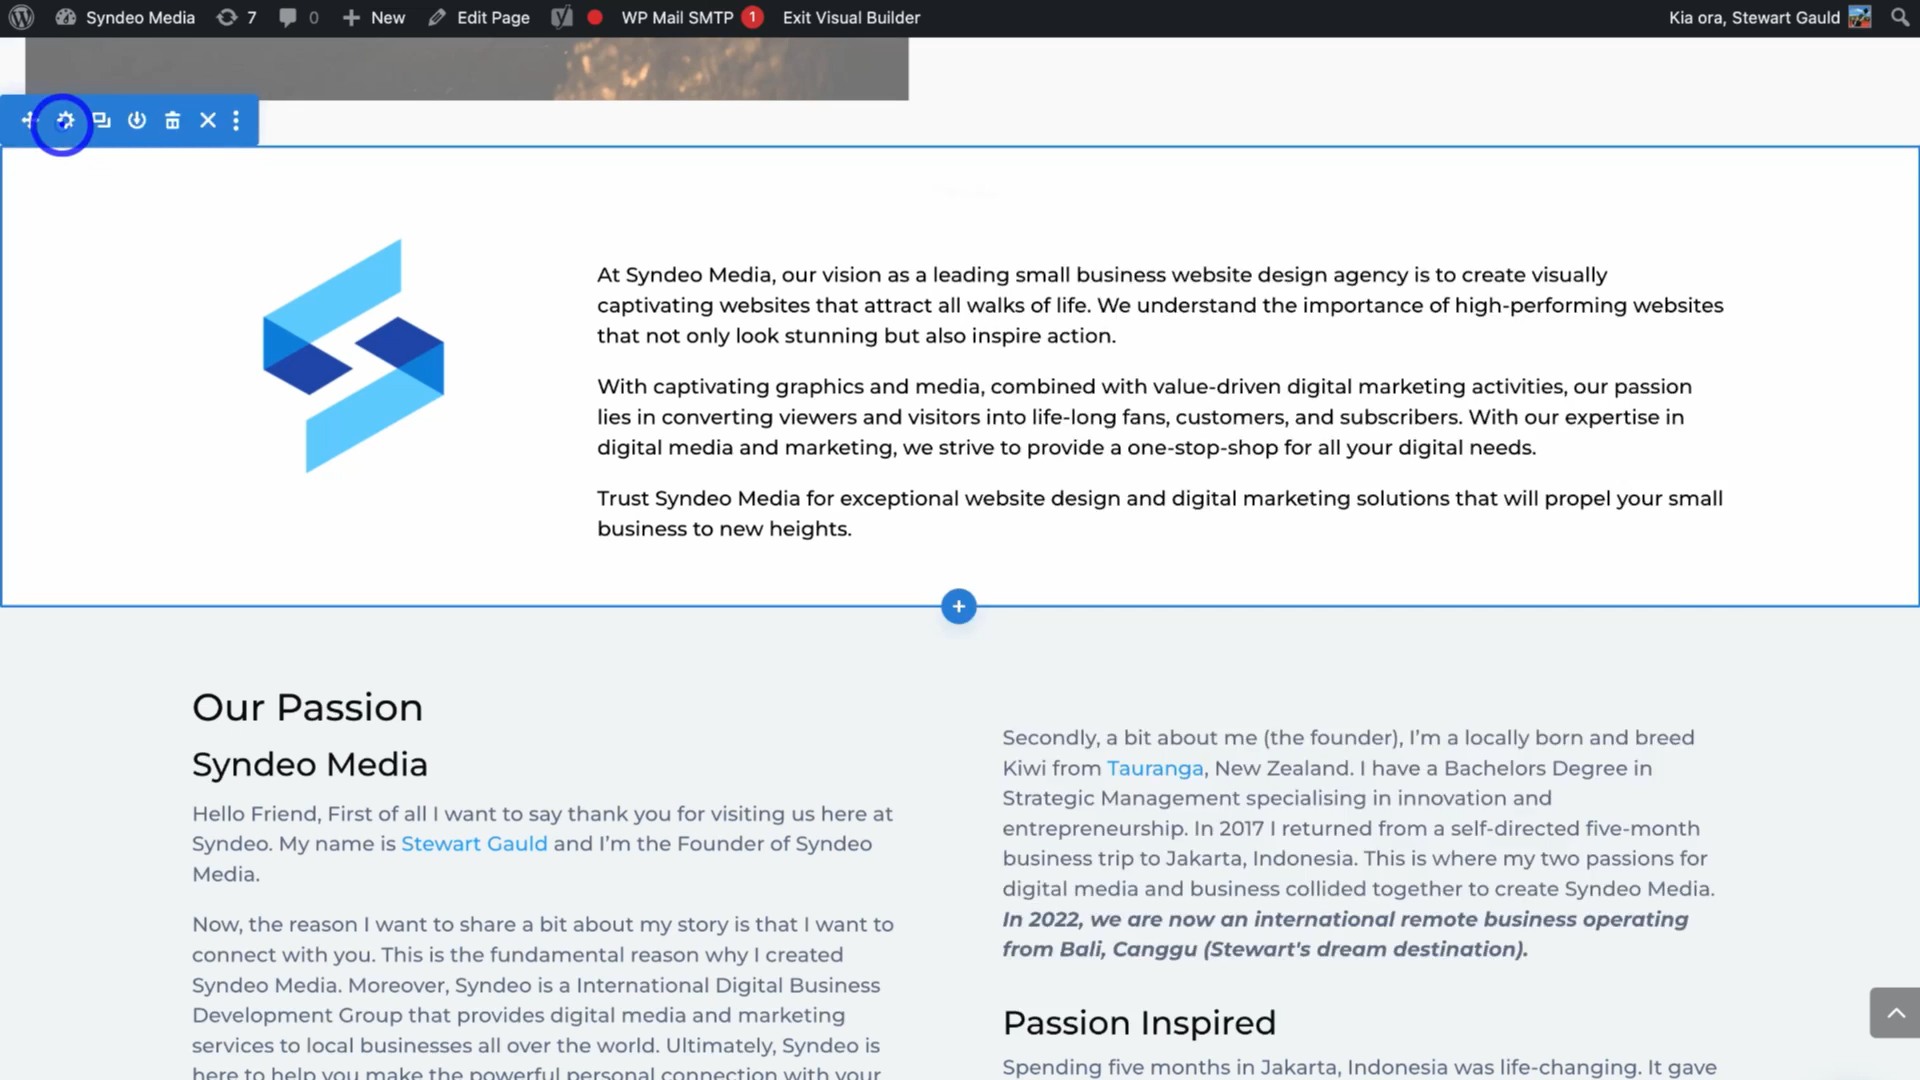 Syndeo Media 7 0 New Edit Page WP Mail SMTP 1 Exit Visual Builder Kia ora, Stewart Gauld
At Syndeo Media, our vision as a leading small business website design agency is to create visually
captivating websites that attract all walks of life. We understand the importance of high-performing websites
that not only look stunning but also inspire action.
With captivating graphics and media, combined with value-driven digital marketing activities, our passion
lies in converting viewers and visitors into life-long fans, customers, and subscribers. With our expertise in
digital media and marketing, we strive to provide a one-stop-shop for all your digital needs.
Trust Syndeo Media for exceptional website design and digital marketing solutions that will propel your small
business to new heights.
Our Passion
Syndeo Media
Hello Friend, First of all I want to say thank you for visiting us here at
Syndeo. My name is Stewart Gauld and I'm the Founder of Syndeo
Media.
Now, the reason I want to share a bit about my story is that I want to
connect with you. This is the fundamental reason why I created
Syndeo Media. Moreover, Syndeo is a International Digital Business
Development Group that provides digital media and marketing
services to local businesses all over the world. Ultimately, Syndeo is
here to help you make the powerful personal connection with your
Secondly, a bit about me (the founder), I'm a locally born and breed
Kiwi from Tauranga, New Zealand. I have a Bachelors Degree in
Strategic Management specialising in innovation and
entrepreneurship. In 2017 I returned from a self-directed five-month
business trip to Jakarta, Indonesia. This is where my two passions for
digital media and business collided together to create Syndeo Media.
In 2022, we are now an international remote business operating
from Bali, Canggu (Stewart's dream destination).
Passion Inspired
Spending five months in Jakarta, Indonesia was life-changing. It gave